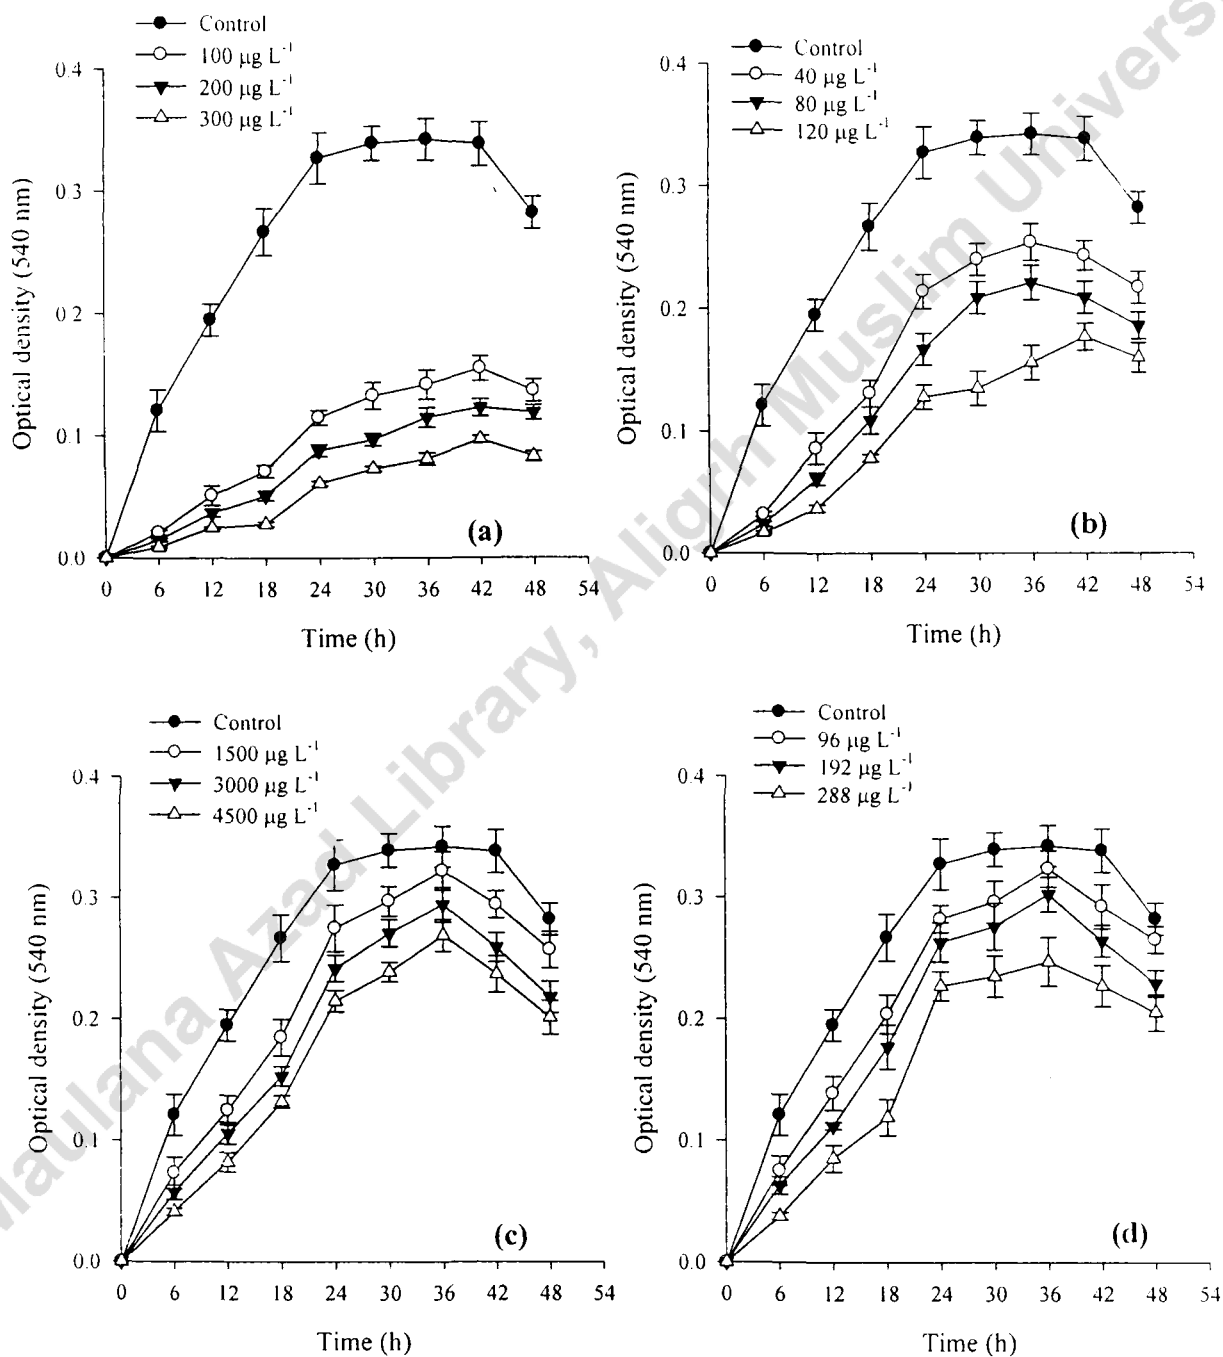 Control
100 µg L⁻¹
200 µg L⁻¹
300 µg L⁻¹
0.4
0.3
0.2
0.1
0.0
Optical density (540 nm)
(a)
0 6 12 18 24 30 36 42 48 54
Time (h)
Control
40 µg L⁻¹
80 µg L⁻¹
120 µg L⁻¹
0.4
0.3
0.2
0.1
0.0
Optical density (540 nm)
(b)
0 6 12 18 24 30 36 42 48 54
Time (h)
Control
1500 µg L⁻¹
3000 µg L⁻¹
4500 µg L⁻¹
0.4
0.3
0.2
0.1
0.0
Optical density (540 nm)
(c)
0 6 12 18 24 30 36 42 48 54
Time (h)
Control
96 µg L⁻¹
192 µg L⁻¹
288 µg L⁻¹
0.4
0.3
0.2
0.1
0.0
Optical density (540 nm)
(d)
0 6 12 18 24 30 36 42 48 54
Time (h)
Maulana Azad Library, Aligrh Muslim Univers